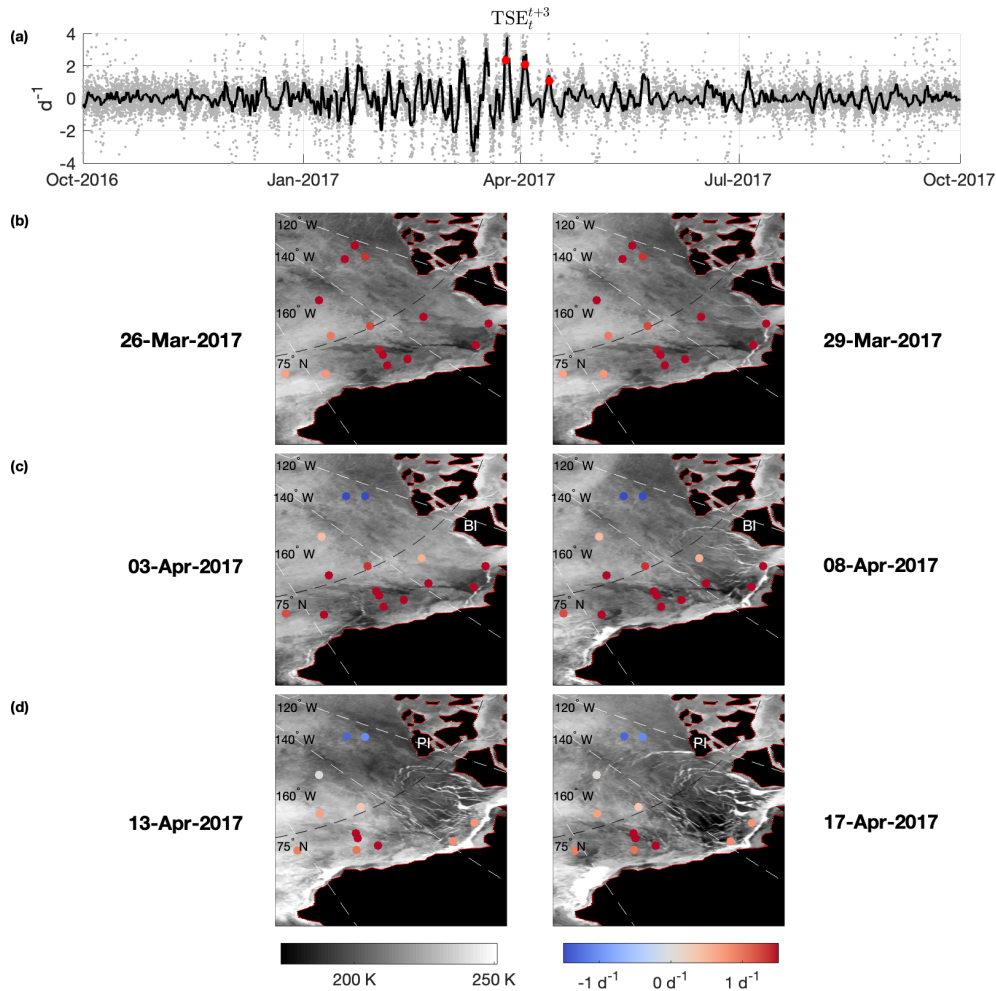 TSE_t^{t+3}
(a)
4
2
0
-2
-4
d⁻¹
Oct-2016 Jan-2017 Apr-2017 Jul-2017 Oct-2017
(b)
120° W 120° W
140° W 140° W
160° W 160° W
26-Mar-2017 29-Mar-2017
75° N 75° N
(c)
120° W 120° W
140° W 140° W
BI BI
160° W 160° W
03-Apr-2017 08-Apr-2017
75° N 75° N
(d)
120° W 120° W
140° W PI 140° W PI
160° W 160° W
13-Apr-2017 17-Apr-2017
75° N 75° N
200 K 250 K -1 d⁻¹ 0 d⁻¹ 1 d⁻¹